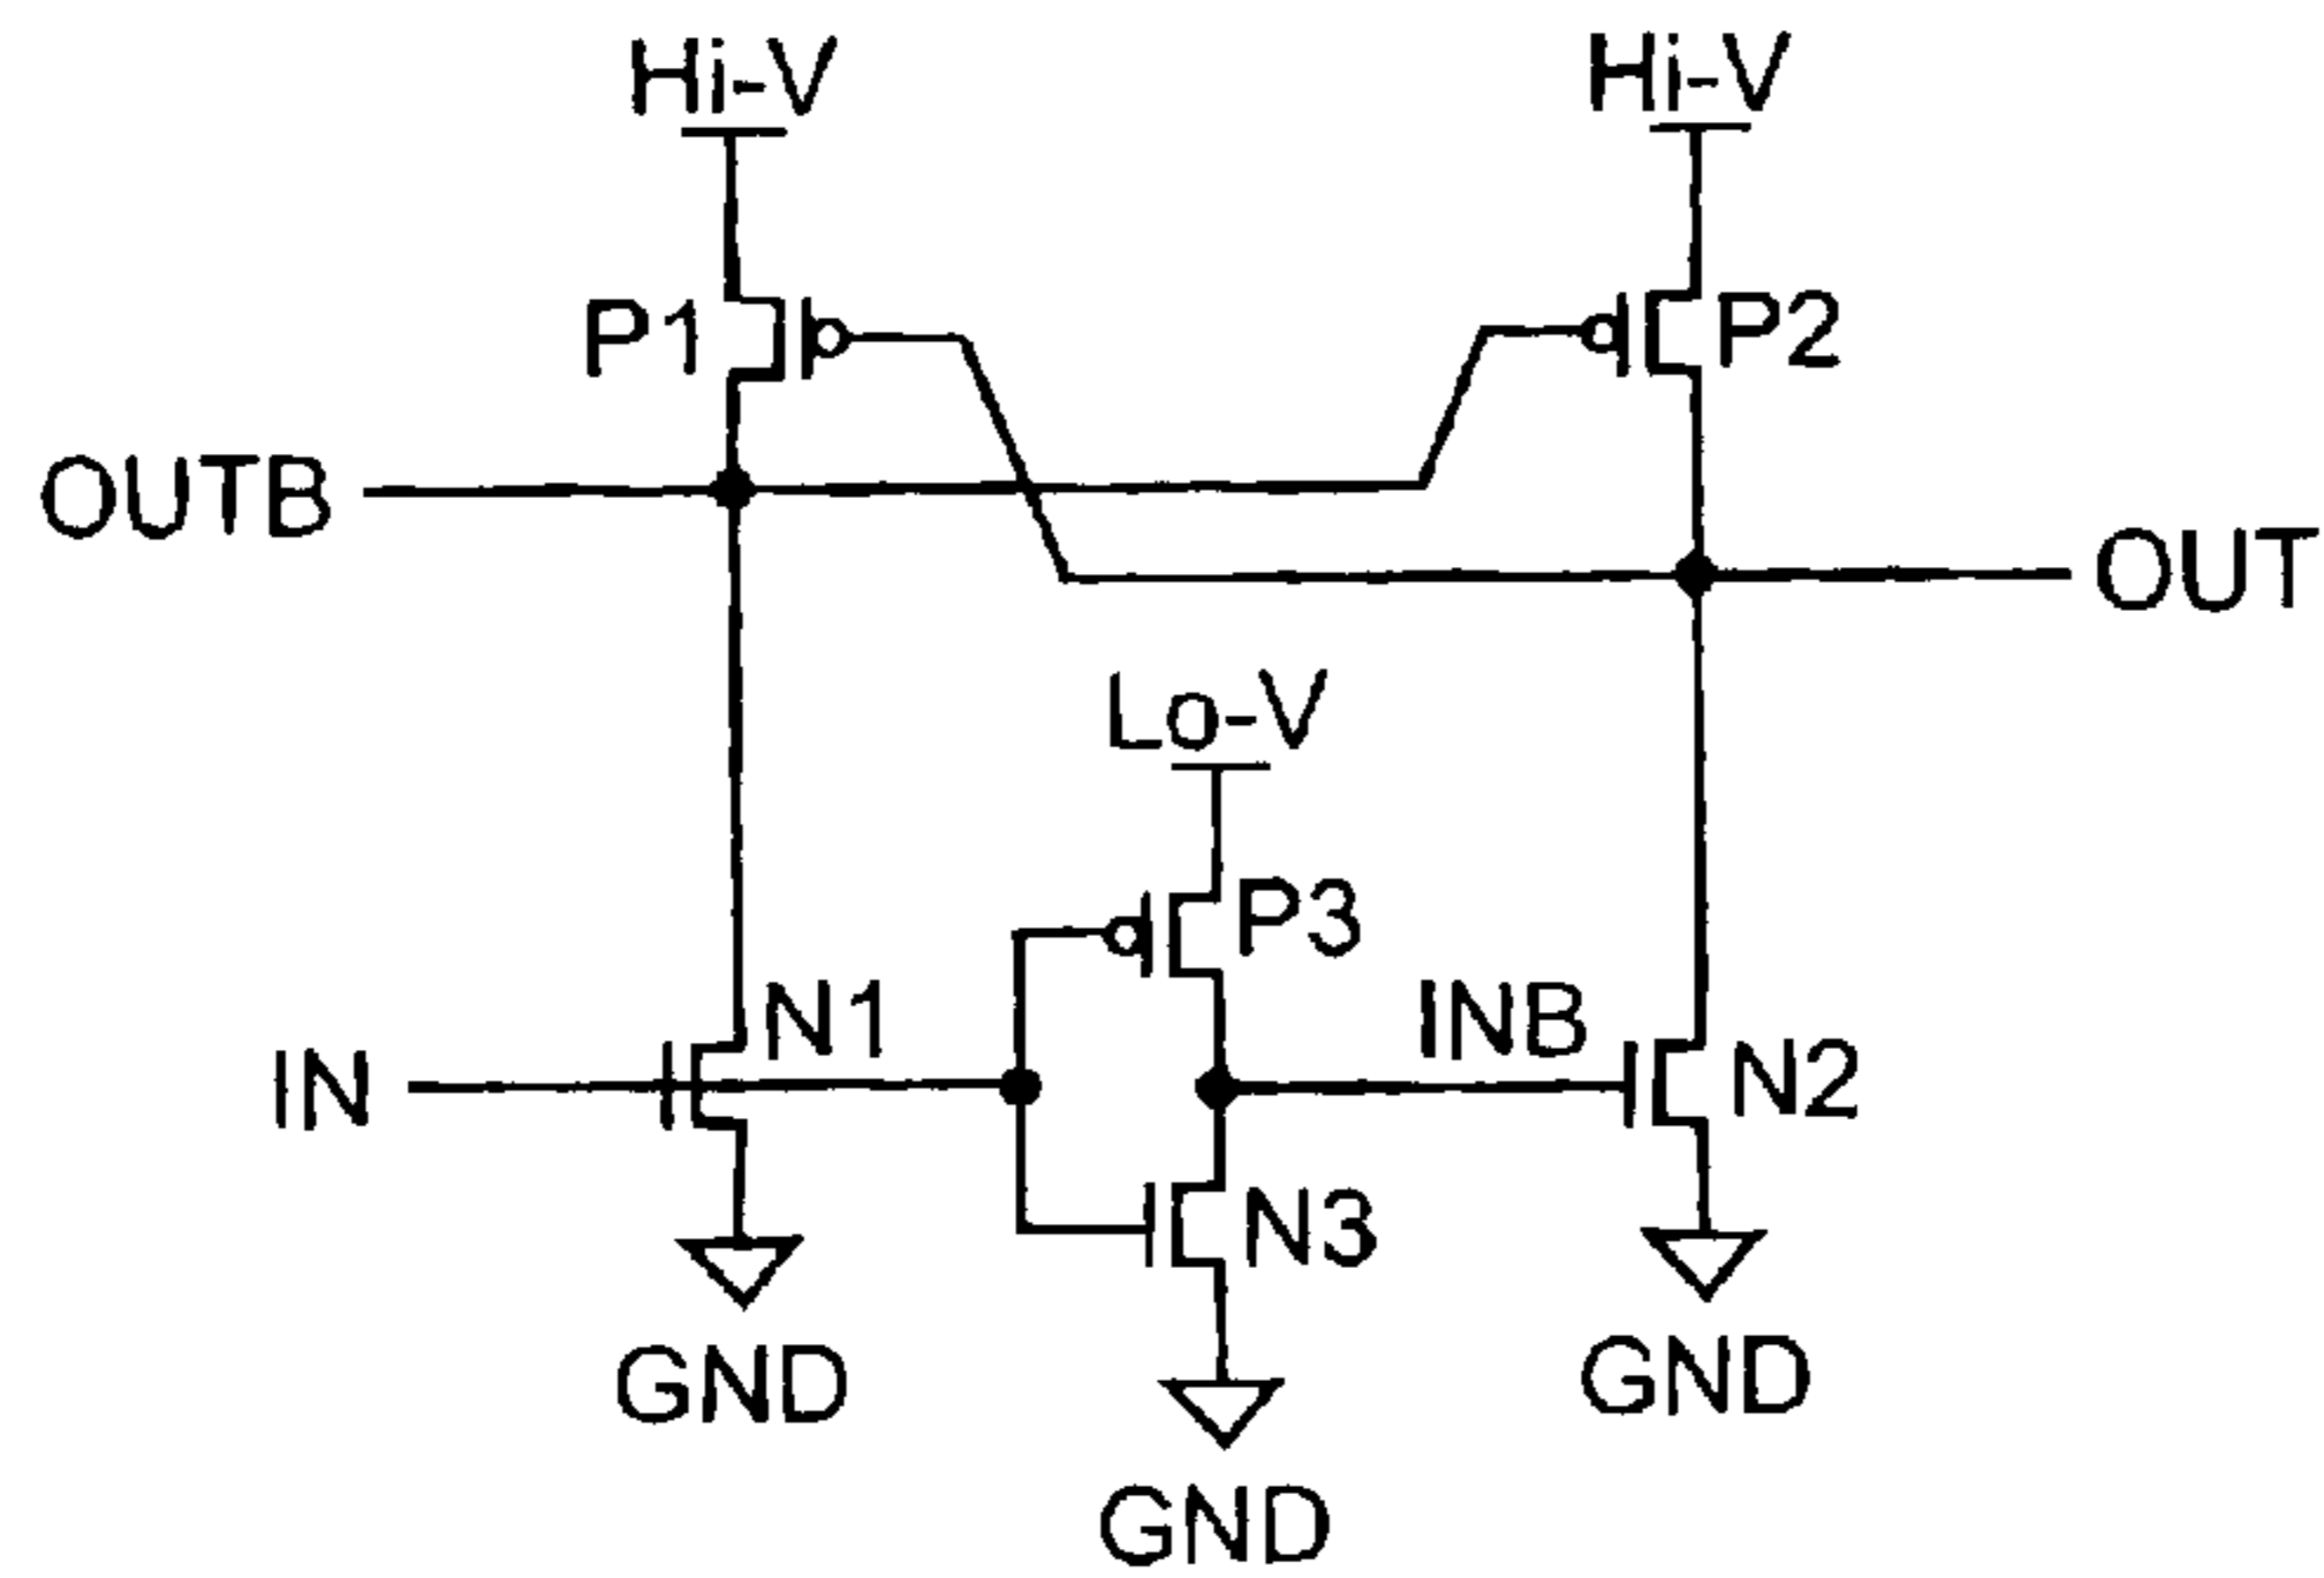 Hi-V
Hi-V
P1
P2
OUTB
OUT
Lo-V
P3
N1
INB
IN
N2
N3
GND
GND
GND